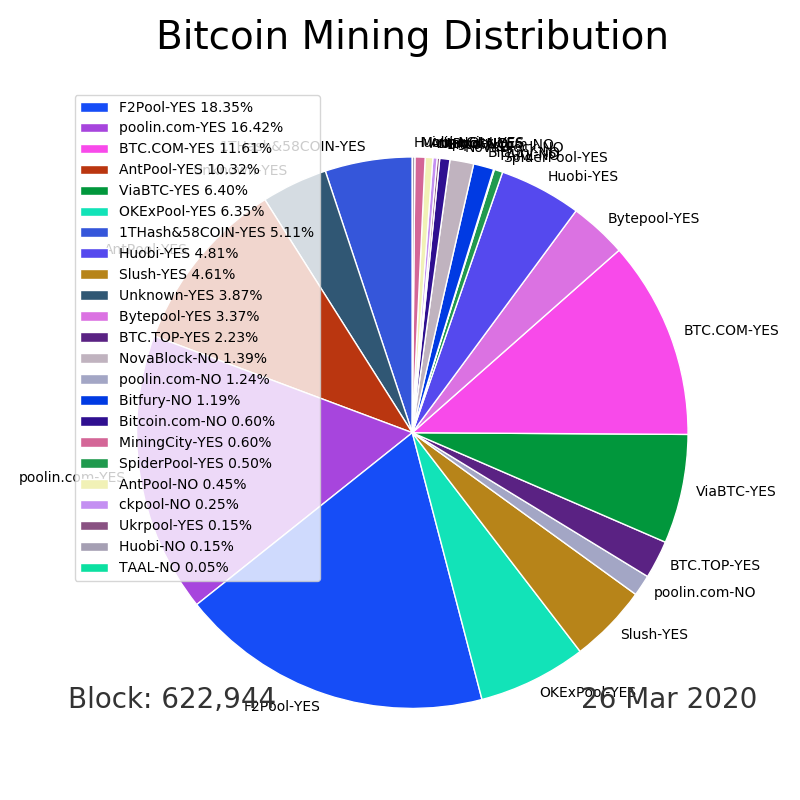 Bitcoin Mining Distribution
F2Pool-YES 18.35%
poolin.com-YES 16.42%
BTC.COM-YES 11.61%
AntPool-YES 10.32%
ViaBTC-YES 6.40%
OKExPool-YES 6.35%
1THash&58COIN-YES 5.11%
Huobi-YES 4.81%
Slush-YES 4.61%
Unknown-YES 3.87%
Bytepool-YES 3.37%
BTC.TOP-YES 2.23%
NovaBlock-NO 1.39%
poolin.com-NO 1.24%
Bitfury-NO 1.19%
Bitcoin.com-NO 0.60%
MiningCity-YES 0.60%
SpiderPool-YES 0.50%
AntPool-NO 0.45%
ckpool-NO 0.25%
Ukrpool-YES 0.15%
Huobi-NO 0.15%
TAAL-NO 0.05%
1THash&58COIN-YES
Unknown-YES
AntPool-YES
poolin.com-YES
F2Pool-YES
OKExPool-YES
Slush-YES
poolin.com-NO
BTC.TOP-YES
ViaBTC-YES
BTC.COM-YES
Bytepool-YES
Huobi-YES
SpiderPool-YES
Block: 622,944
26 Mar 2020